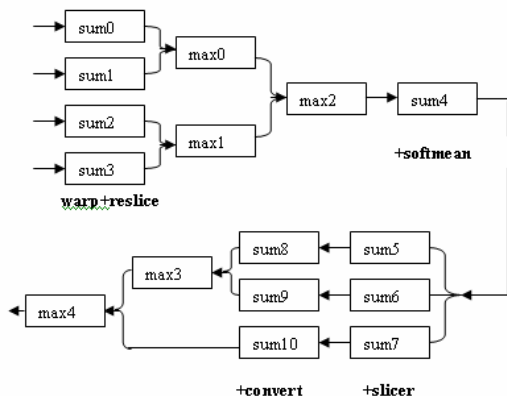 sum0
sum1
max0
max2
sum4
sum2
sum3
max1
+softmean
warp+reslice
max3
sum8
sum5
max4
sum9
sum6
sum10
sum7
+convert
+slicer